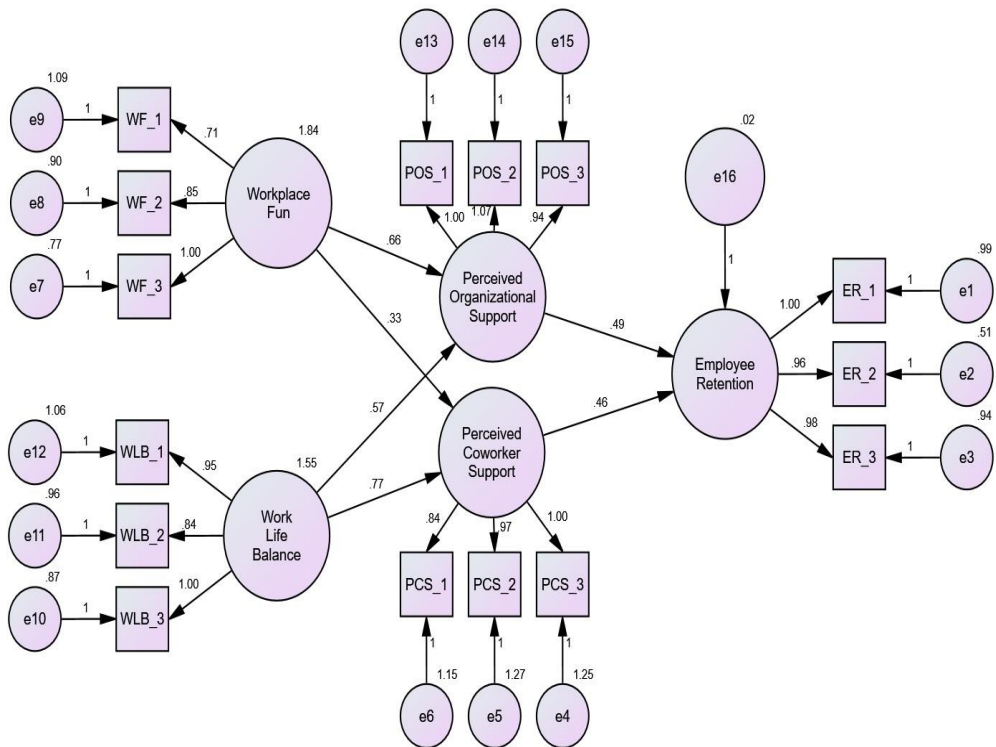 e13
e14
e15
1.09
e9
1
WF_1
.71
.90
e8
1
WF_2
.85
.77
e7
1
WF_3
1.00
1.84
Workplace
Fun
1
1
1
POS_1
POS_2
POS_3
1.00
1.07
.94
.02
e16
1
.66
Perceived
Organizational
Support
.33
.49
.57
Employee
Retention
1.00
ER_1
1
.99
e1
.96
ER_2
1
.51
e2
.98
ER_3
1
.94
e3
.46
Perceived
Coworker
Support
.77
1.06
e12
1
WLB_1
.95
.96
e11
1
WLB_2
.84
.87
e10
1
WLB_3
1.00
1.55
Work
Life
Balance
.84
.97
1.00
PCS_1
PCS_2
PCS_3
1
1
1
1.15
1.27
1.25
e6
e5
e4